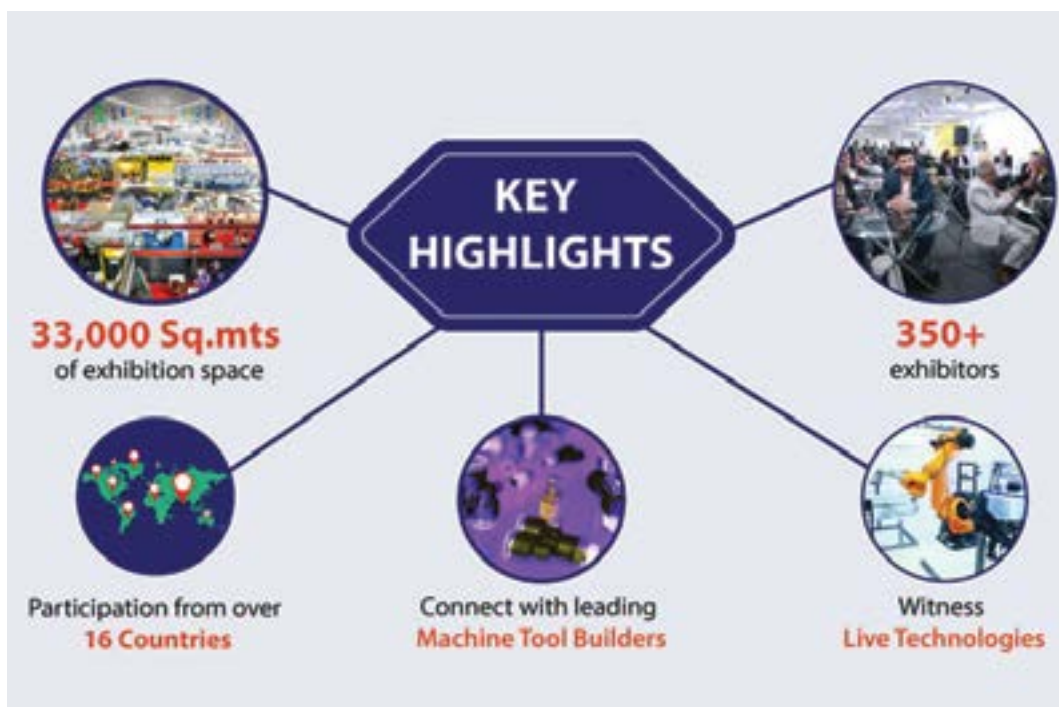 KEY
HIGHLIGHTS
33,000 Sq.mts
of exhibition space
350+
exhibitors
Participation from over
16 Countries
Connect with leading
Machine Tool Builders
Witness
Live Technologies